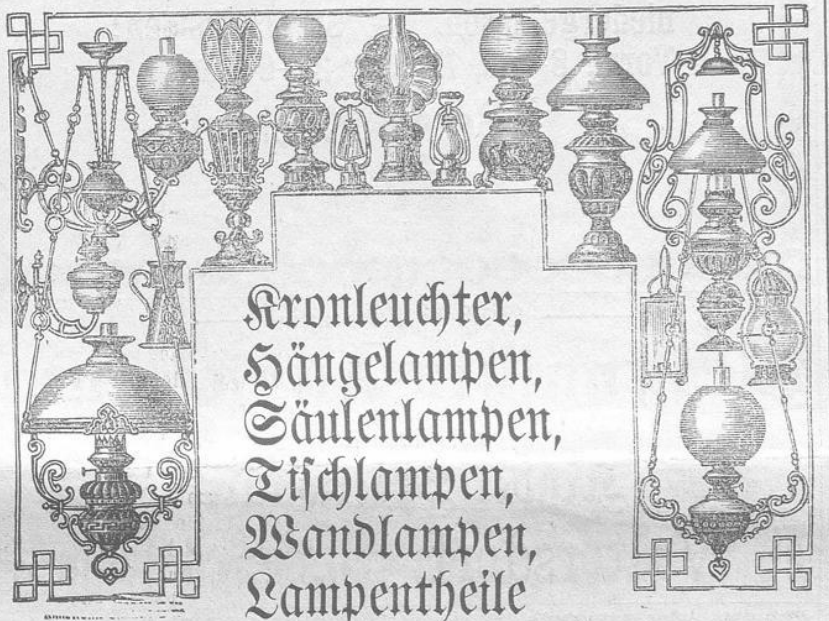 Kronleuchter,
Hängelampen,
Säulenlampen,
Tiſchlampen,
Wandlampen,
Lampentheile